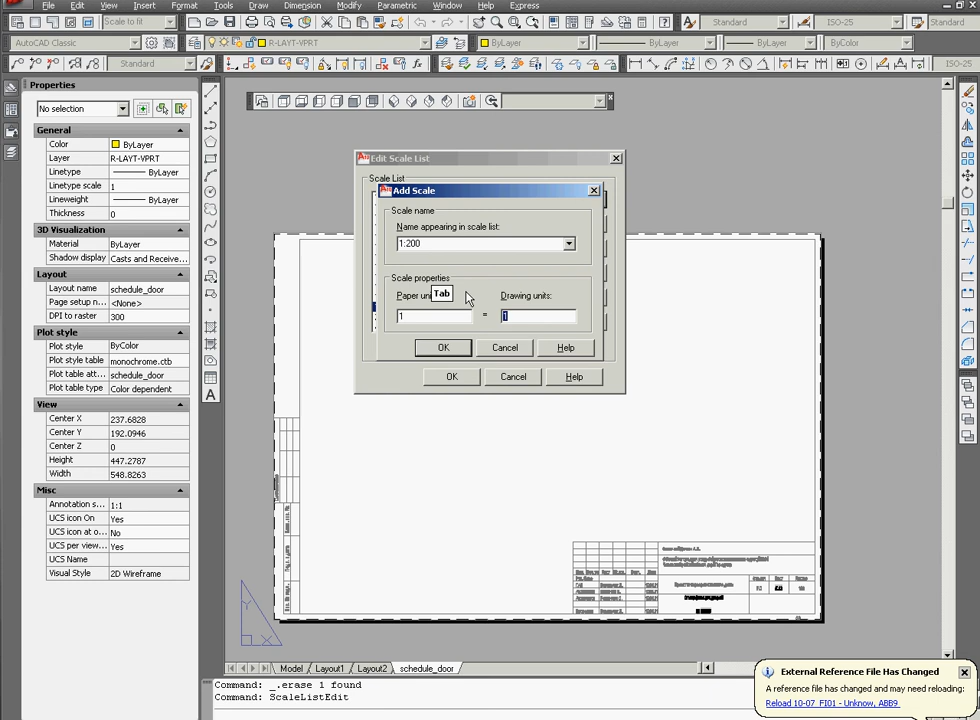 File Edit View Insert Format Tools Draw Dimension Modify Parametric Window Help Express
Scale to fit
Standard ISO-25 Standard
AutoCAD Classic R-LAYT-VPRT ByLayer ByLayer ByLayer ByColor
Standard ISO-25
Properties
No selection
General
Color ByLayer
Layer R-LAYT-VPRT
Linetype ByLayer
Linetype scale 1
Lineweight ByLayer
Thickness 0
3D Visualization
Material ByLayer
Shadow display Casts and Receive...
Layout
Layout name schedule_door
Page setup n... <None>
DPI to raster 300
Plot style
Plot style ByColor
Plot style table monochrome.ctb
Plot table att... schedule_door
Plot table type Color dependent
View
Center X 237.6828
Center Y 192.0946
Center Z 0
Height 447.2787
Width 548.8263
Misc
Annotation s... 1:1
UCS icon On Yes
UCS icon at o... No
UCS per view... Yes
UCS Name
Visual Style 2D Wireframe
Edit Scale List
Scale List
Add Scale
Scale name
Name appearing in scale list:
1:200
Scale properties
Paper uni
Tab
Drawing units:
1 = 1
OK Cancel Help
OK Cancel Help
Y
X
Model Layout1 Layout2 schedule_door
Command: _.erase 1 found
Command: ScaleListEdit
External Reference File Has Changed
A reference file has changed and may need reloading:
Reload 10-07_FI01 - Unknow, ABB9